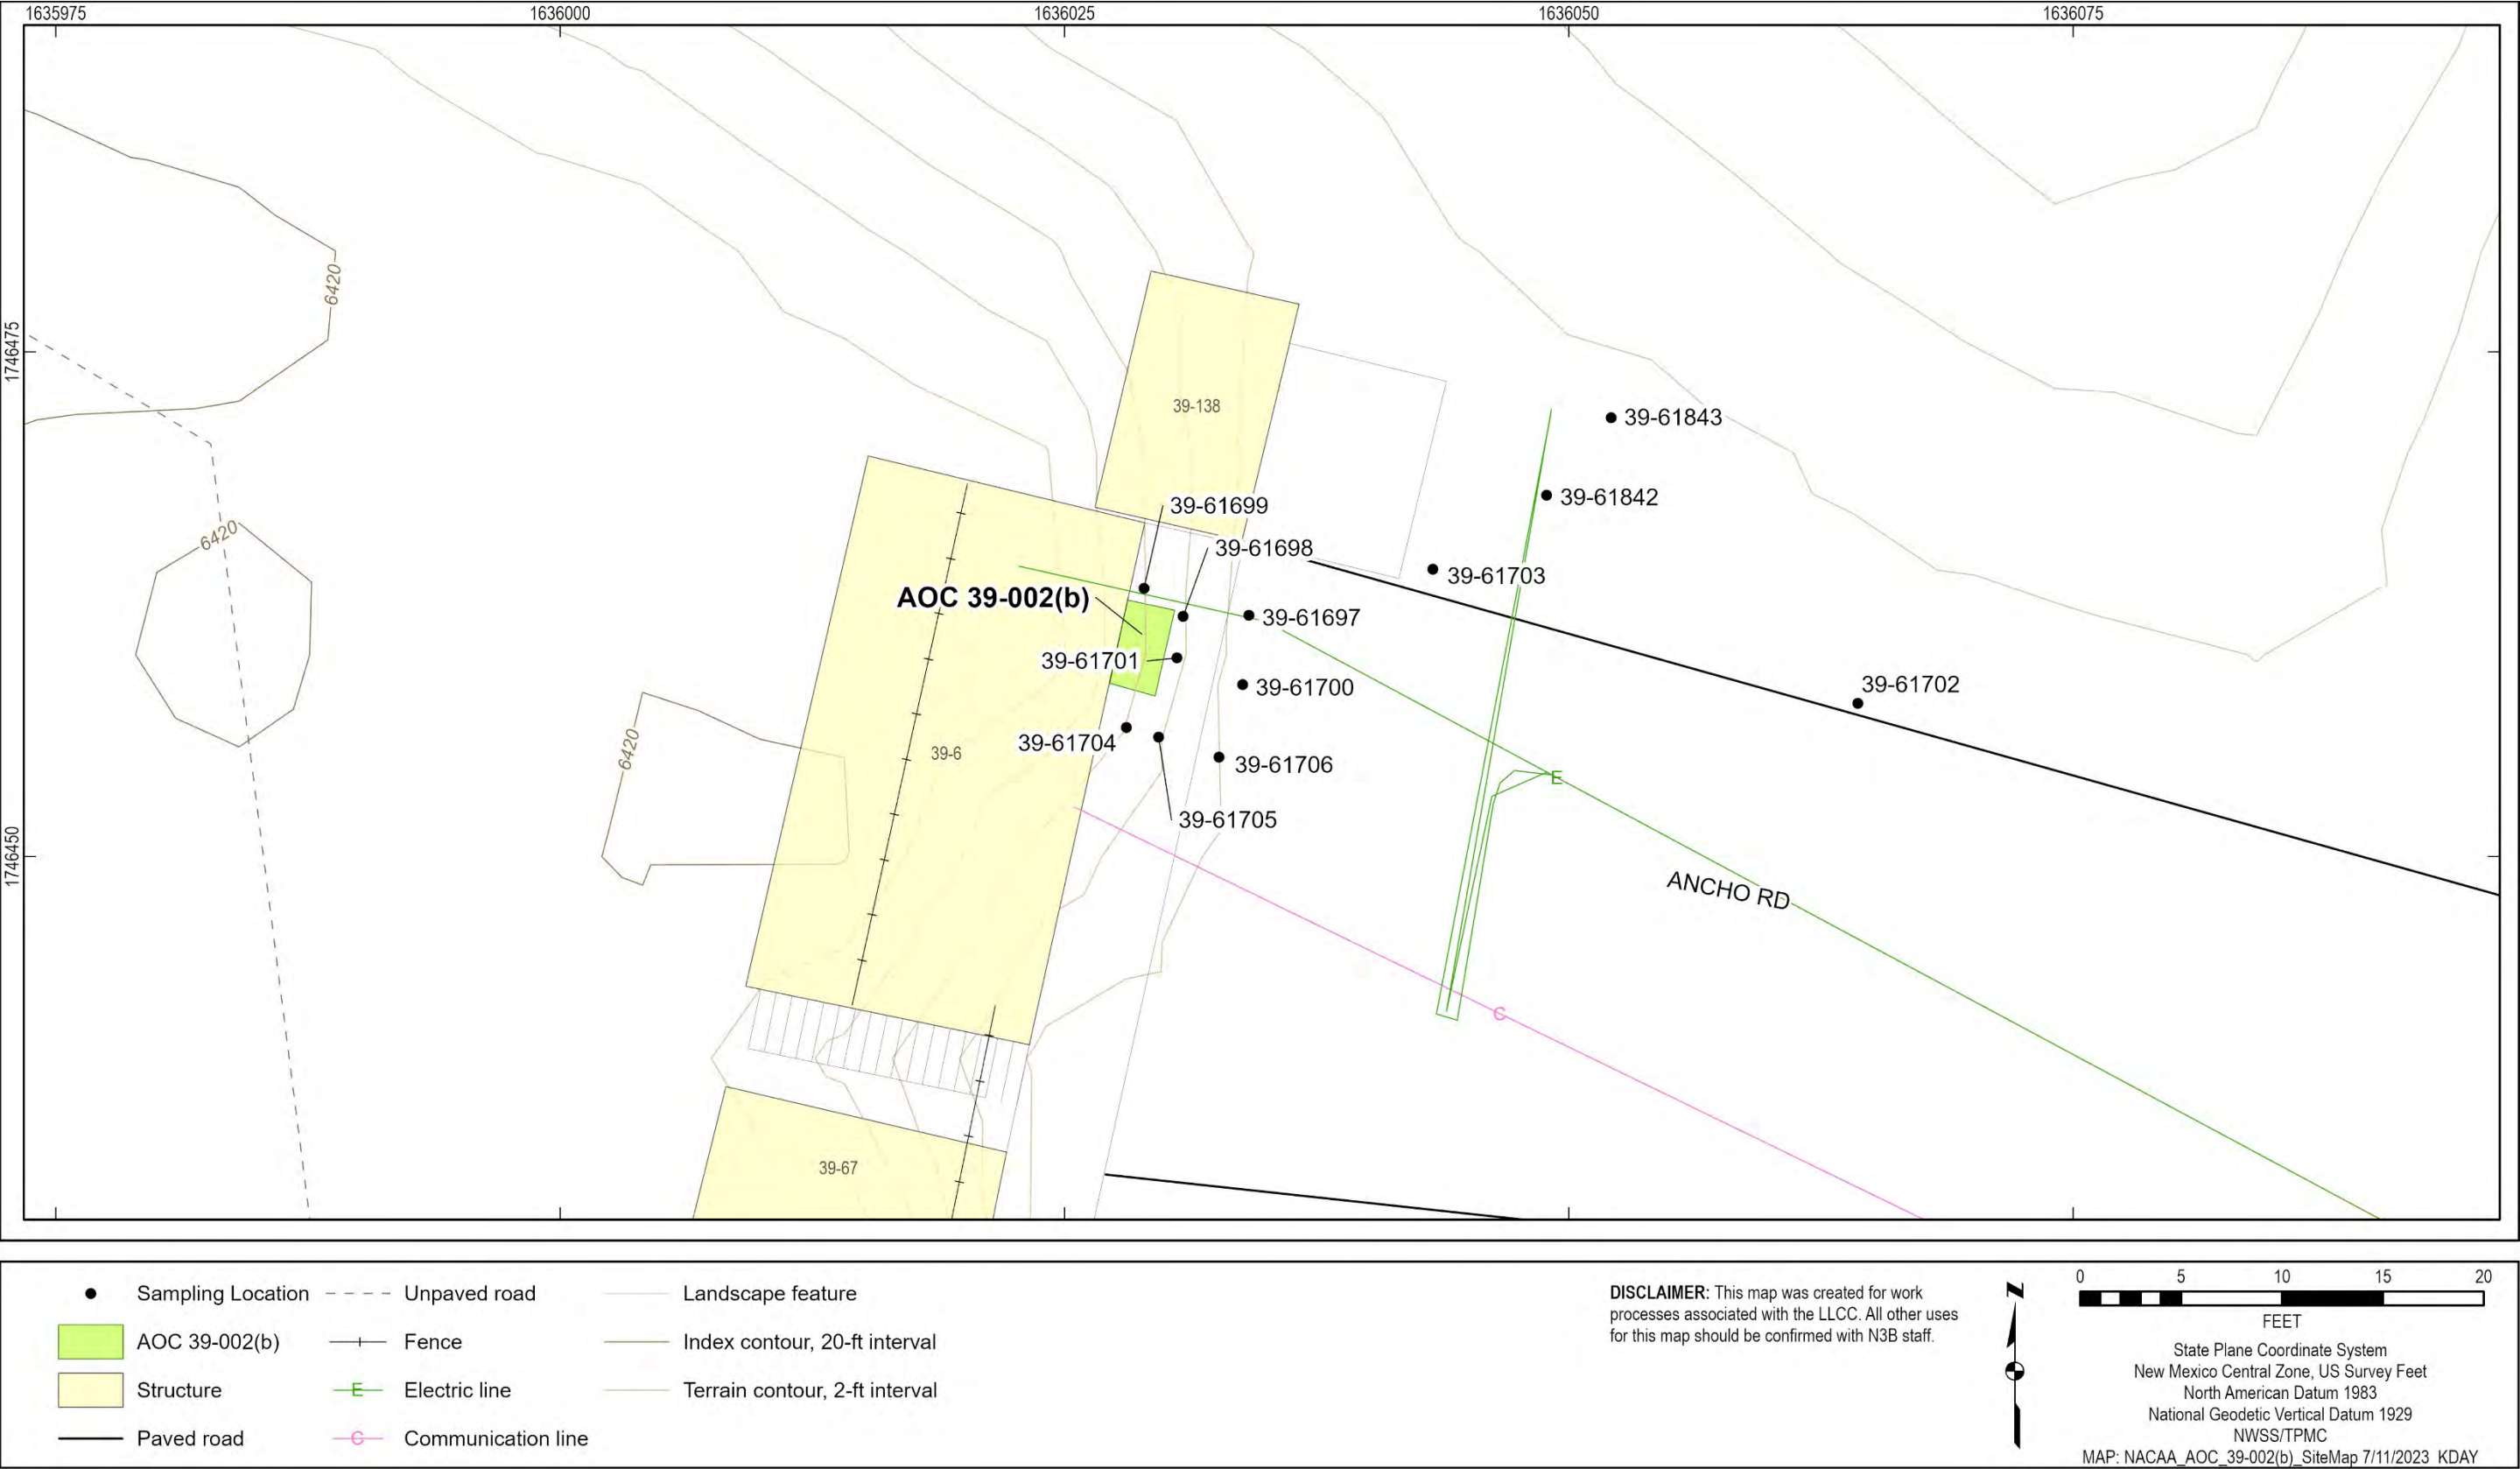 1635975
1636000
1636025
1636050
1636075
6420
1746475
39-138
39-61843
39-61842
39-61699
39-61698
6420
39-61703
AOC 39-002(b)
39-61697
39-61701
39-61700
39-61702
39-61704
39-6
6420
39-61706
E
39-61705
1746450
ANCHO RD
C
39-67
Sampling Location
Unpaved road
Landscape feature
AOC 39-002(b)
Fence
Index contour, 20-ft interval
Structure
E
Electric line
Terrain contour, 2-ft interval
Paved road
C
Communication line
DISCLAIMER: This map was created for work
processes associated with the LLCC. All other uses
for this map should be confirmed with N3B staff.
N
0 5 10 15 20
FEET
State Plane Coordinate System
New Mexico Central Zone, US Survey Feet
North American Datum 1983
National Geodetic Vertical Datum 1929
NWSS/TPMC
MAP: NACAA_AOC_39-002(b)_SiteMap 7/11/2023 KDAY